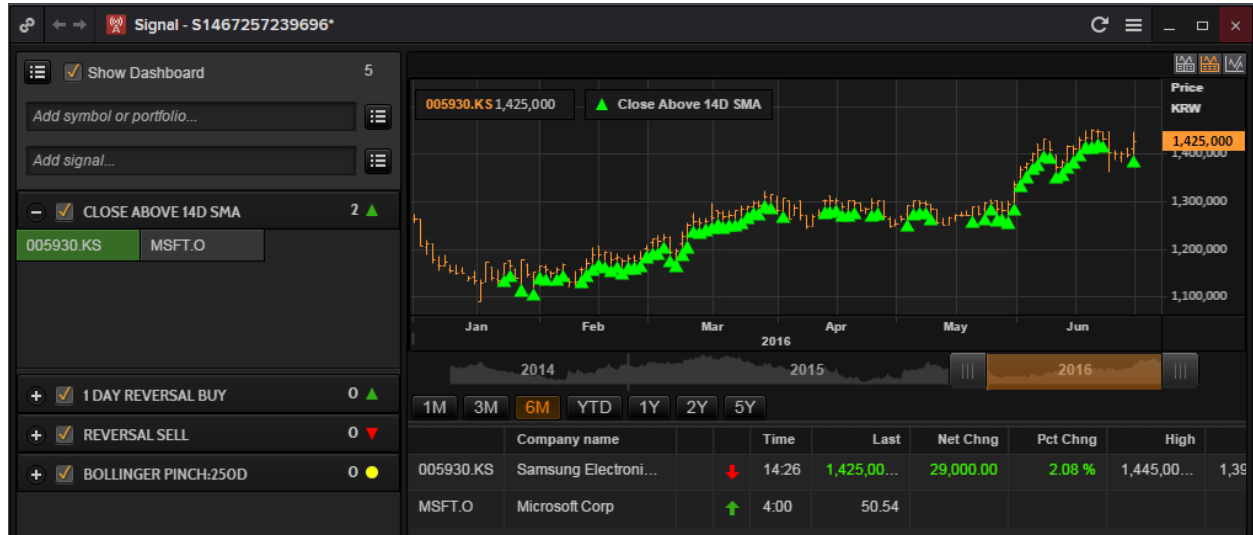 Signal - S1467257239696*
Show Dashboard 5
Add symbol or portfolio...
Add signal...
CLOSE ABOVE 14D SMA 2
005930.KS MSFT.O
1 DAY REVERSAL BUY 0
REVERSAL SELL 0
BOLLINGER PINCH:250D 0
005930.KS 1,425,000 Close Above 14D SMA
Price
KRW
1,425,000
1,400,000
1,300,000
1,200,000
1,100,000
Jan Feb Mar Apr May Jun
2016
2014 2015 2016
1M 3M 6M YTD 1Y 2Y 5Y
Company name Time Last Net Chng Pct Chng High
005930.KS Samsung Electroni... 14:26 1,425,00... 29,000.00 2.08 % 1,445,00... 1,39
MSFT.O Microsoft Corp 4:00 50.54